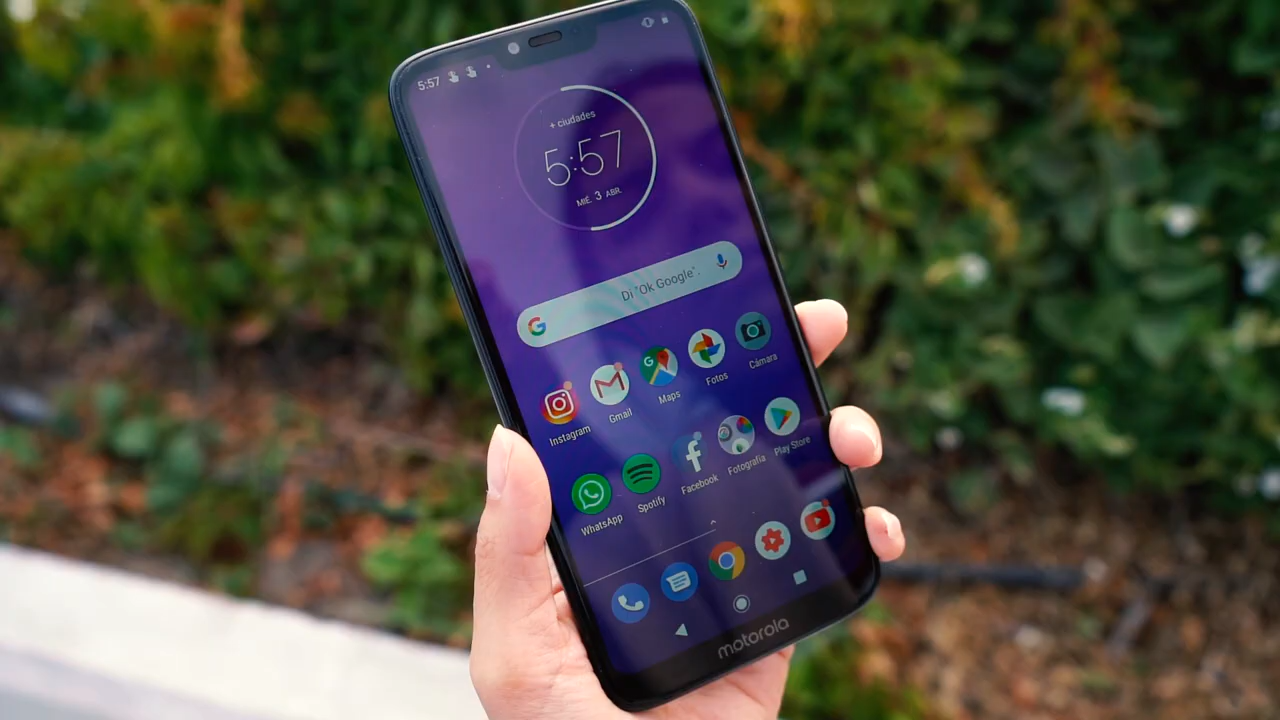 5:57
+ ciudades
5:57
MIÉ. 3 ABR.
Di "Ok Google".
Instagram
Gmail
Maps
Fotos
Cámara
WhatsApp
Spotify
Facebook
Fotografía
Play Store
motorola